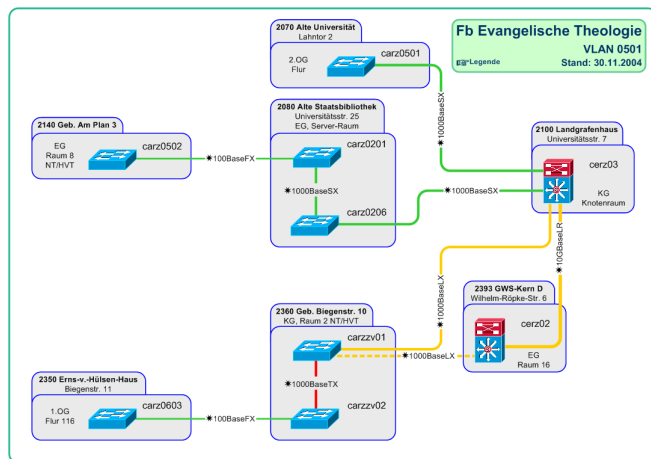 Fb Evangelische Theologie
VLAN 0501
Legende
Stand: 30.11.2004
2070 Alte Universität
Lahntor 2
2.OG
Flur
carz0501
1000BaseSX
2080 Alte Staatsbibliothek
Universitätsstr. 25
EG, Server-Raum
carz0201
1000BaseSX
carz0206
1000BaseSX
2140 Geb. Am Plan 3
EG
Raum 8
NT/HVT
carz0502
100BaseFX
2100 Landgrafenhaus
Universitätsstr. 7
cerz03
KG
Knotenraum
10GBaseLR
1000BaseLX
2393 GWS-Kern D
Wilhelm-Röpke-Str. 6
cerz02
EG
Raum 16
2360 Geb. Biegenstr. 10
KG, Raum 2 NT/HVT
carzzv01
1000BaseLX
1000BaseTX
carzzv02
2350 Erns-v.-Hülsen-Haus
Biegenstr. 11
1.OG
Flur 116
carz0603
100BaseFX